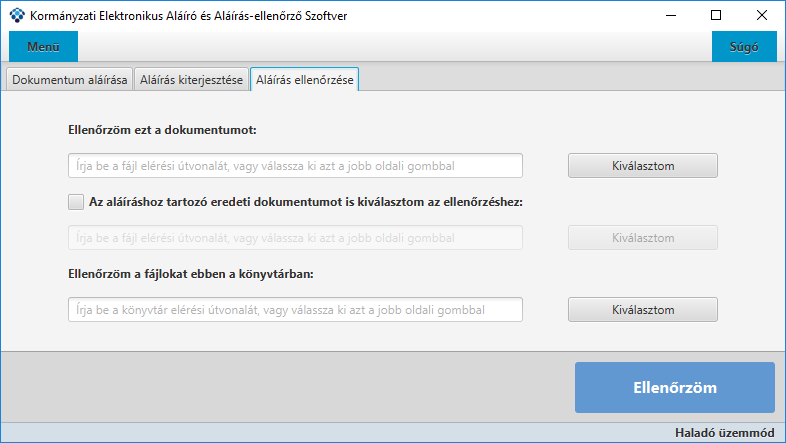 Kormányzati Elektronikus Aláíró és Aláírás-ellenőrző Szoftver
Menü
Súgó
Dokumentum aláírása
Aláírás kiterjesztése
Aláírás ellenőrzése
Ellenőrzöm ezt a dokumentumot:
Írja be a fájl elérési útvonalát, vagy válassza ki azt a jobb oldali gombbal
Kiválasztom
Az aláíráshoz tartozó eredeti dokumentumot is kiválasztom az ellenőrzéshez:
Írja be a fájl elérési útvonalát, vagy válassza ki azt a jobb oldali gombbal
Kiválasztom
Ellenőrzöm a fájlokat ebben a könyvtárban:
Írja be a könyvtár elérési útvonalát, vagy válassza ki azt a jobb oldali gombbal
Kiválasztom
Ellenőrzöm
Haladó üzemmód